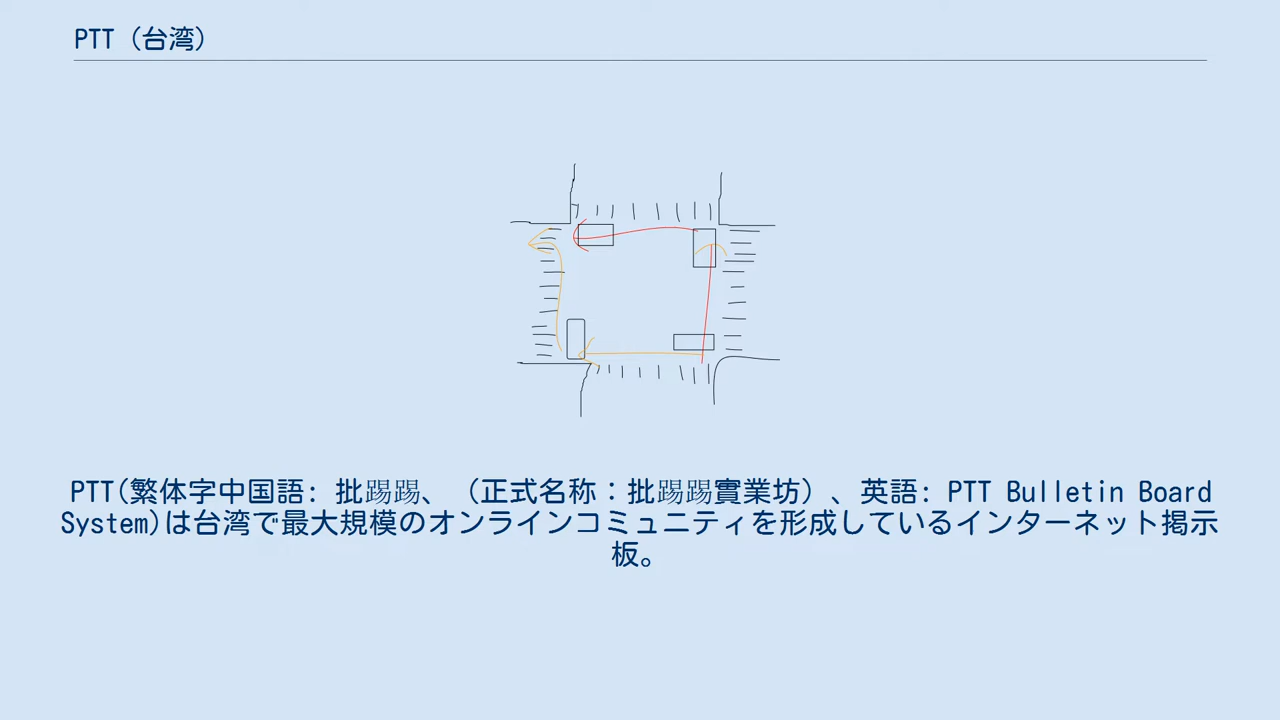 PTT（台湾）
PTT(繁体字中国語: 批踢踢、（正式名称：批踢踢實業坊）、英語: PTT Bulletin Board
System)は台湾で最大規模のオンラインコミュニティを形成しているインターネット掲示
板。